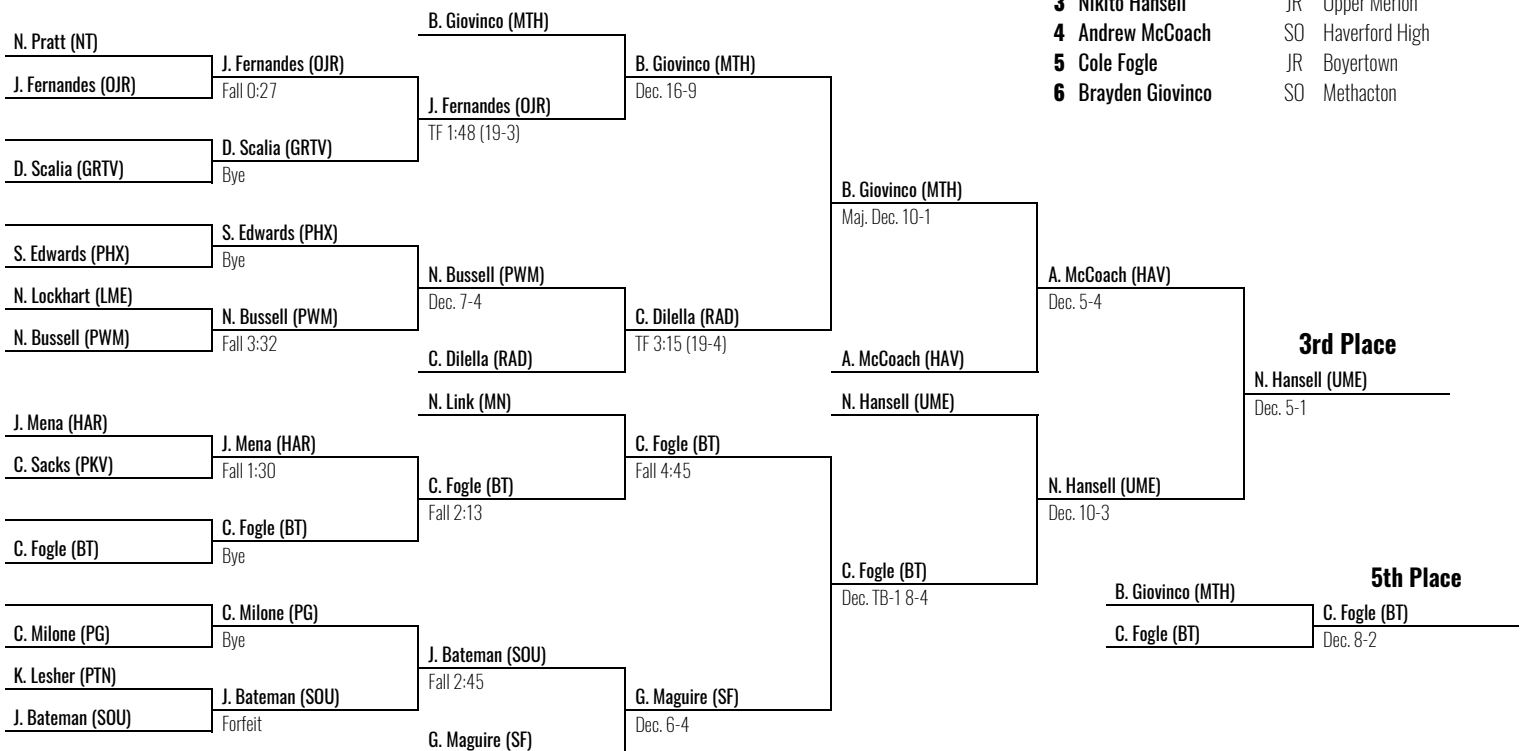 3 Nikito Hansell JR Upper Merion
4 Andrew McCoach SO Haverford High
5 Cole Fogle JR Boyertown
6 Brayden Giovinco SO Methacton
N. Pratt (NT)
J. Fernandes (OJR)
D. Scalia (GRTV)
S. Edwards (PHX)
N. Lockhart (LME)
N. Bussell (PWM)
J. Mena (HAR)
C. Sacks (PKV)
C. Fogle (BT)
C. Milone (PG)
K. Lesher (PTN)
J. Bateman (SOU)
J. Fernandes (OJR)
Fall 0:27
D. Scalia (GRTV)
Bye
S. Edwards (PHX)
Bye
N. Bussell (PWM)
Fall 3:32
J. Mena (HAR)
Fall 1:30
C. Fogle (BT)
Bye
C. Milone (PG)
Bye
J. Bateman (SOU)
Forfeit
B. Giovinco (MTH)
J. Fernandes (OJR)
TF 1:48 (19-3)
N. Bussell (PWM)
Dec. 7-4
C. Dilella (RAD)
N. Link (MN)
C. Fogle (BT)
Fall 2:13
J. Bateman (SOU)
Fall 2:45
G. Maguire (SF)
B. Giovinco (MTH)
Dec. 16-9
C. Dilella (RAD)
TF 3:15 (19-4)
C. Fogle (BT)
Fall 4:45
G. Maguire (SF)
Dec. 6-4
B. Giovinco (MTH)
Maj. Dec. 10-1
A. McCoach (HAV)
N. Hansell (UME)
C. Fogle (BT)
Dec. TB-1 8-4
A. McCoach (HAV)
Dec. 5-4
N. Hansell (UME)
Dec. 10-3
3rd Place
N. Hansell (UME)
Dec. 5-1
5th Place
B. Giovinco (MTH)
C. Fogle (BT)
C. Fogle (BT)
Dec. 8-2